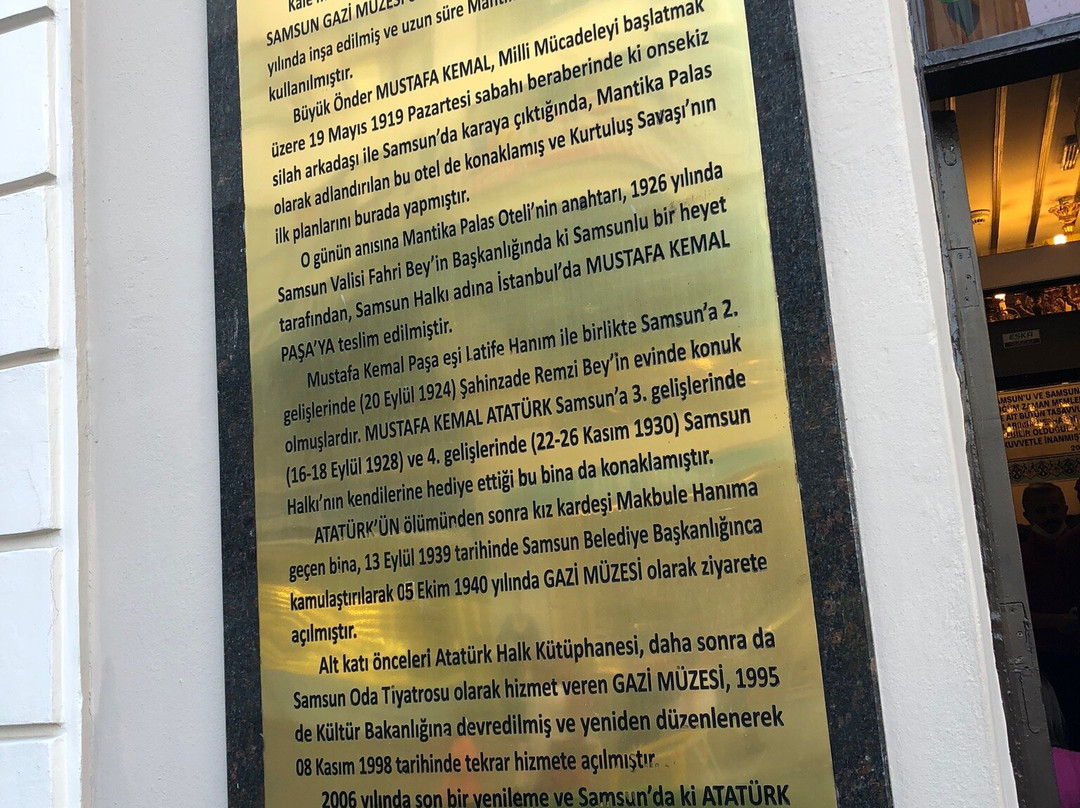 Kale
SAMSUN GAZİ MÜZESİ
yılında inşa edilmiş ve uzun süre
kullanılmıştır.
Büyük Önder MUSTAFA KEMAL, Milli Mücadeleyi başlatmak
üzere 19 Mayıs 1919 Pazartesi sabahı beraberinde ki onsekiz
silah arkadaşı ile Samsun'da karaya çıktığında, Mantika Palas
olarak adlandırılan bu otel de konaklamış ve Kurtuluş Savaşı'nın
ilk planlarını burada yapmıştır.
O günün anısına Mantika Palas Oteli'nin anahtarı, 1926 yılında
Samsun Valisi Fahri Bey'in Başkanlığında ki Samsunlu bir heyet
tarafından, Samsun Halkı adına İstanbul'da MUSTAFA KEMAL
PAŞA'YA teslim edilmiştir.
Mustafa Kemal Paşa eşi Latife Hanım ile birlikte Samsun'a 2.
gelişlerinde (20 Eylül 1924) Şahinzade Remzi Bey'in evinde konuk
olmuşlardır. MUSTAFA KEMAL ATATÜRK Samsun'a 3. gelişlerinde
(16-18 Eylül 1928) ve 4. gelişlerinde (22-26 Kasım 1930) Samsun
Halkı'nın kendilerine hediye ettiği bu bina da konaklamıştır.
ATATÜRK'ÜN ölümünden sonra kız kardeşi Makbule Hanıma
geçen bina, 13 Eylül 1939 tarihinde Samsun Belediye Başkanlığınca
kamulaştırılarak 05 Ekim 1940 yılında GAZİ MÜZESİ olarak ziyarete
açılmıştır.
Alt katı önceleri Atatürk Halk Kütüphanesi, daha sonra da
Samsun Oda Tiyatrosu olarak hizmet veren GAZİ MÜZESİ, 1995
de Kültür Bakanlığına devredilmiş ve yeniden düzenlenerek
08 Kasım 1998 tarihinde tekrar hizmete açılmıştır.
2006 yılında son bir yenileme ve Samsun'da ki ATATÜRK
ESKA
SAMSUN'U VE SAMSUN
ZAMAN
AİT BÜTÜN
KUVVETLE İNANMIŞ